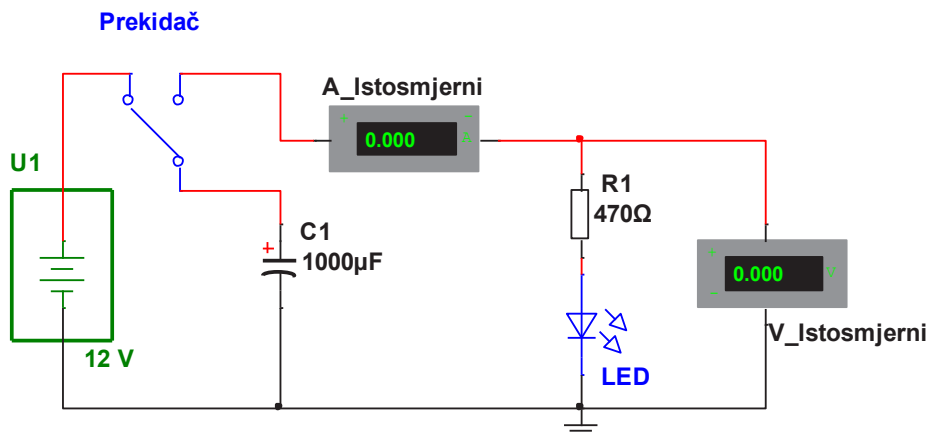 Prekidač
A_Istosmjerni
0.000
U1
R1
470Ω
C1
1000µF
0.000
V_Istosmjerni
12 V
LED